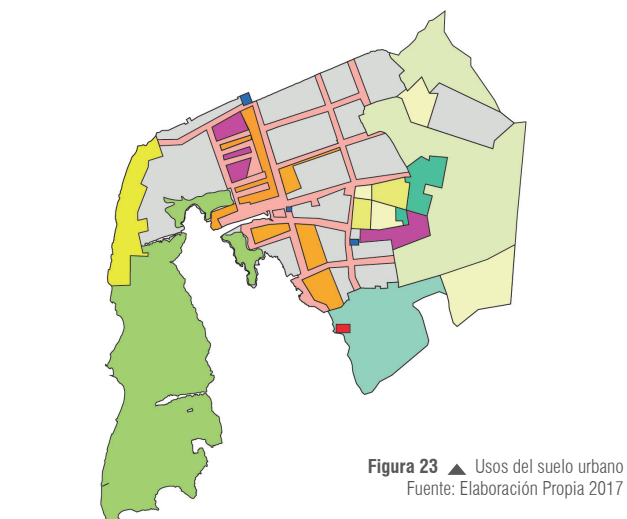 Figura 23 ▲ Usos del suelo urbano
Fuente: Elaboración Propia 2017